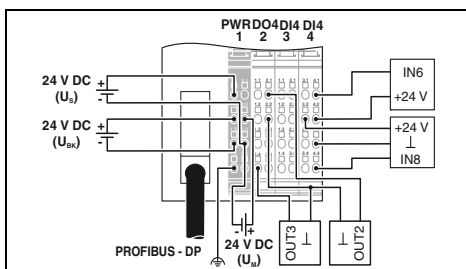 PWR DO4 DI4 DI4
1 2 3 4
24 V DC
(US)
+
-
24 V DC
(UBK)
+
-
IN6
+24 V
+24 V
⊥
IN8
- +
24 V DC
(UM)
OUT3
⊥
⊥
OUT2
PROFIBUS - DP